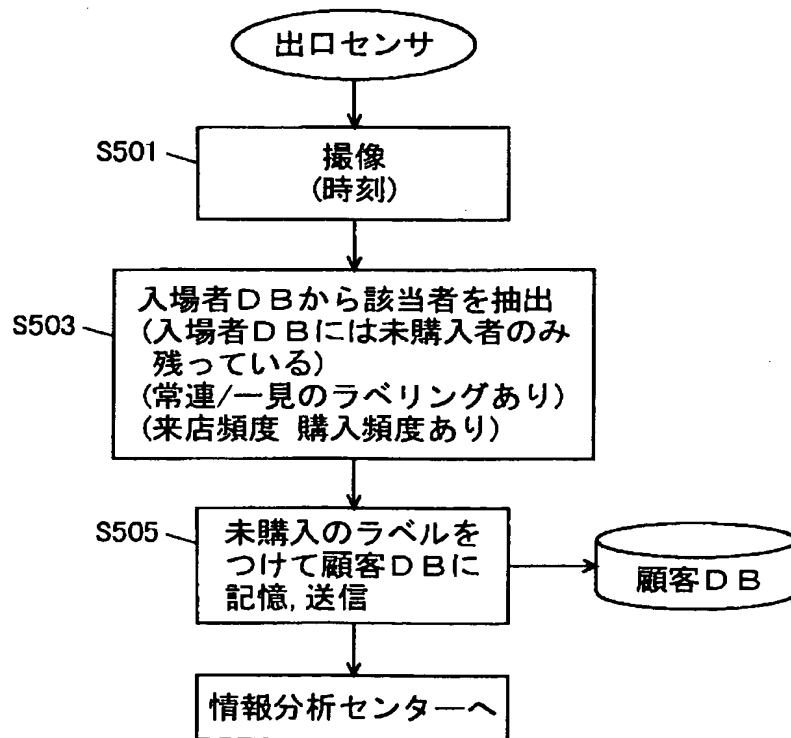 出口センサ
S501
撮像
(時刻)
S503
入場者DBから該当者を抽出
(入場者DBには未購入者のみ
残っている)
(常連/一見のラベリングあり)
(来店頻度 購入頻度あり)
S505
未購入のラベルを
つけて顧客DBに
記憶,送信
顧客DB
情報分析センターへ